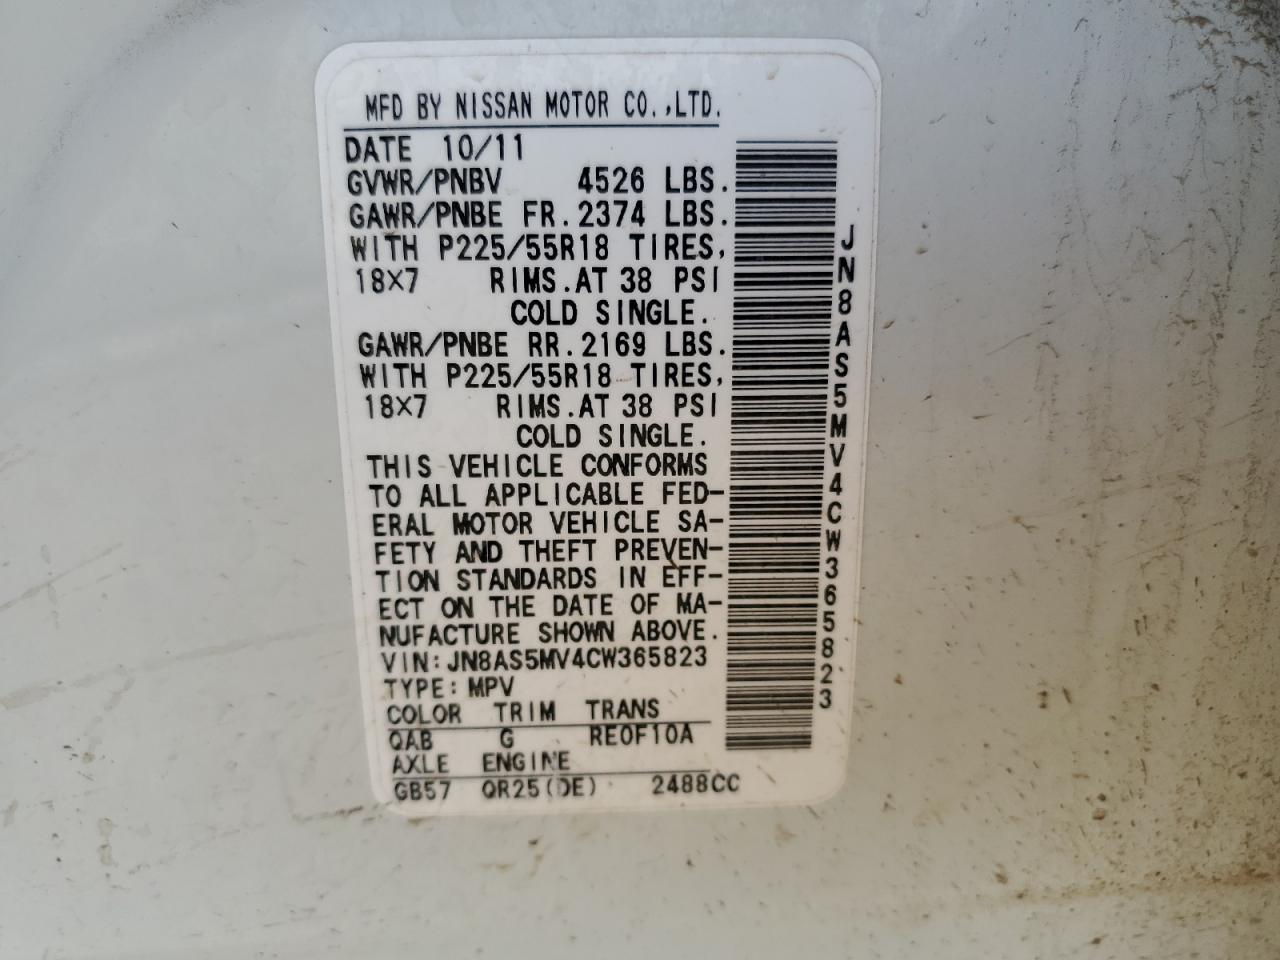 MFD BY NISSAN MOTOR CO.,LTD.
DATE 10/11
GVWR/PNBV 4526 LBS.
GAWR/PNBE FR.2374 LBS.
WITH P225/55R18 TIRES,
18X7 RIMS.AT 38 PSI
COLD SINGLE.
GAWR/PNBE RR.2169 LBS.
WITH P225/55R18 TIRES,
18X7 RIMS.AT 38 PSI
COLD SINGLE.
THIS VEHICLE CONFORMS
TO ALL APPLICABLE FED-
ERAL MOTOR VEHICLE SA-
FETY AND THEFT PREVEN-
TION STANDARDS IN EFF-
ECT ON THE DATE OF MA-
NUFACTURE SHOWN ABOVE.
VIN:JN8AS5MV4CW365823
TYPE:MPV
COLOR TRIM TRANS
QAB G RE0F10A
AXLE ENGINE
GB57 QR25(DE) 2488CC
JN8AS5MV4CW365823